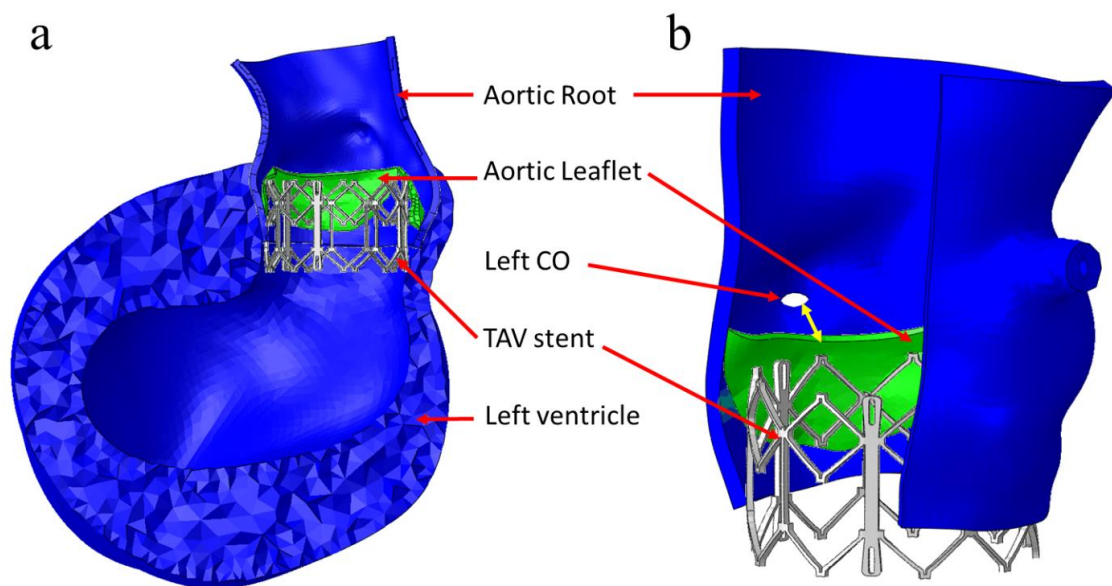 a
b
Aortic Root
Aortic Leaflet
Left CO
TAV stent
Left ventricle